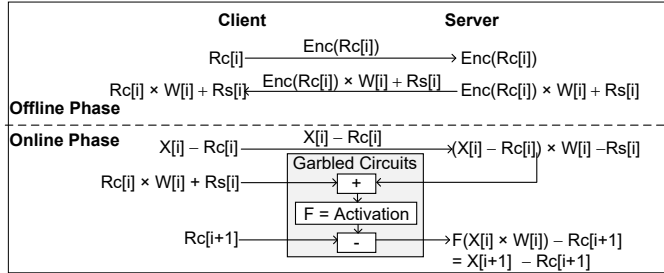 Client Server
Rc[i] Enc(Rc[i]) Enc(Rc[i])
Rc[i] × W[i] + Rs[i] Enc(Rc[i]) × W[i] + Rs[i] Enc(Rc[i]) × W[i] + Rs[i]
Offline Phase
Online Phase
X[i] – Rc[i] X[i] – Rc[i] (X[i] – Rc[i]) × W[i] –Rs[i]
Garbled Circuits
Rc[i] × W[i] + Rs[i] +
F = Activation
Rc[i+1] - F(X[i] × W[i]) – Rc[i+1]
= X[i+1] – Rc[i+1]